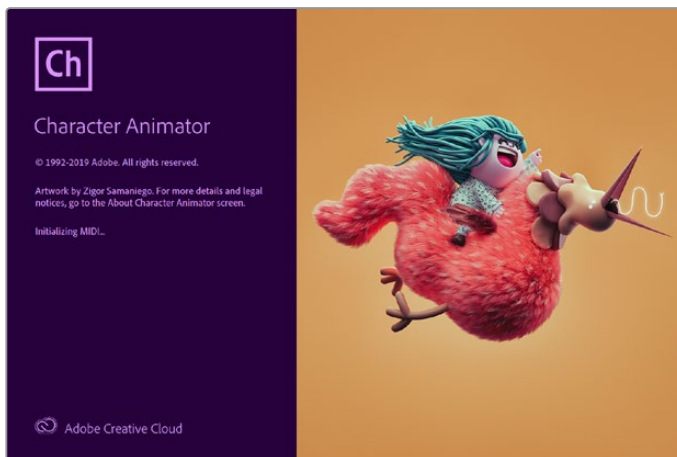 Ch
Character Animator
© 1992-2019 Adobe. All rights reserved.
Artwork by Zigor Samaniego. For more details and legal
notices, go to the About Character Animator screen.
Initializing MIDI...
Adobe Creative Cloud